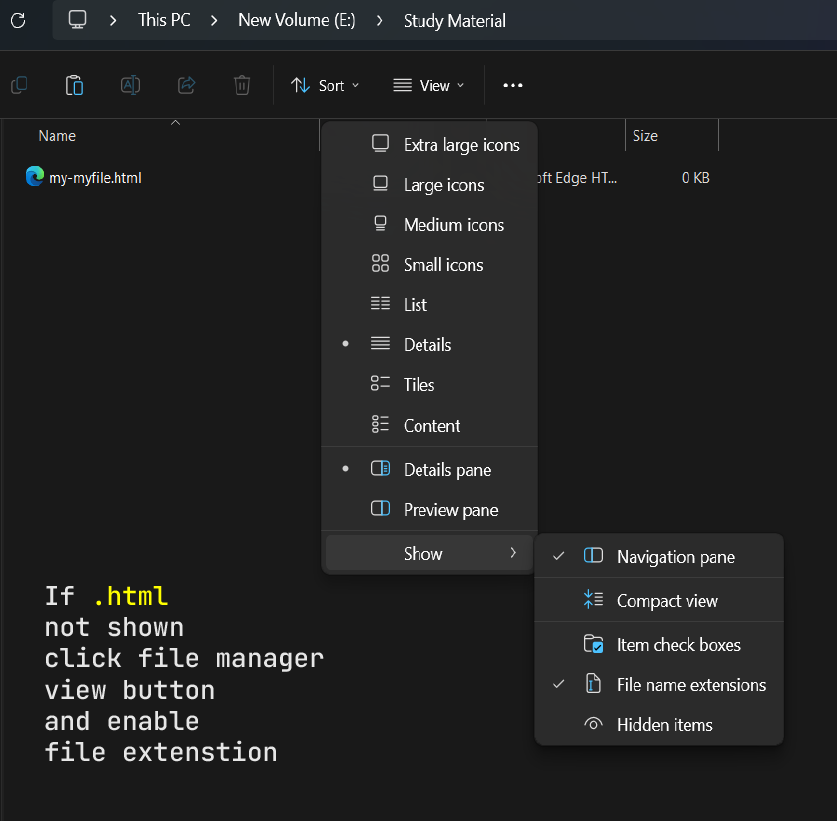 This PC > New Volume (E:) > Study Material
Sort View
Name Size
my-myfile.html oft Edge HT... 0 KB
Extra large icons
Large icons
Medium icons
Small icons
List
Details
Tiles
Content
Details pane
Preview pane
Show
Navigation pane
Compact view
Item check boxes
File name extensions
Hidden items
If .html
not shown
click file manager
view button
and enable
file extenstion